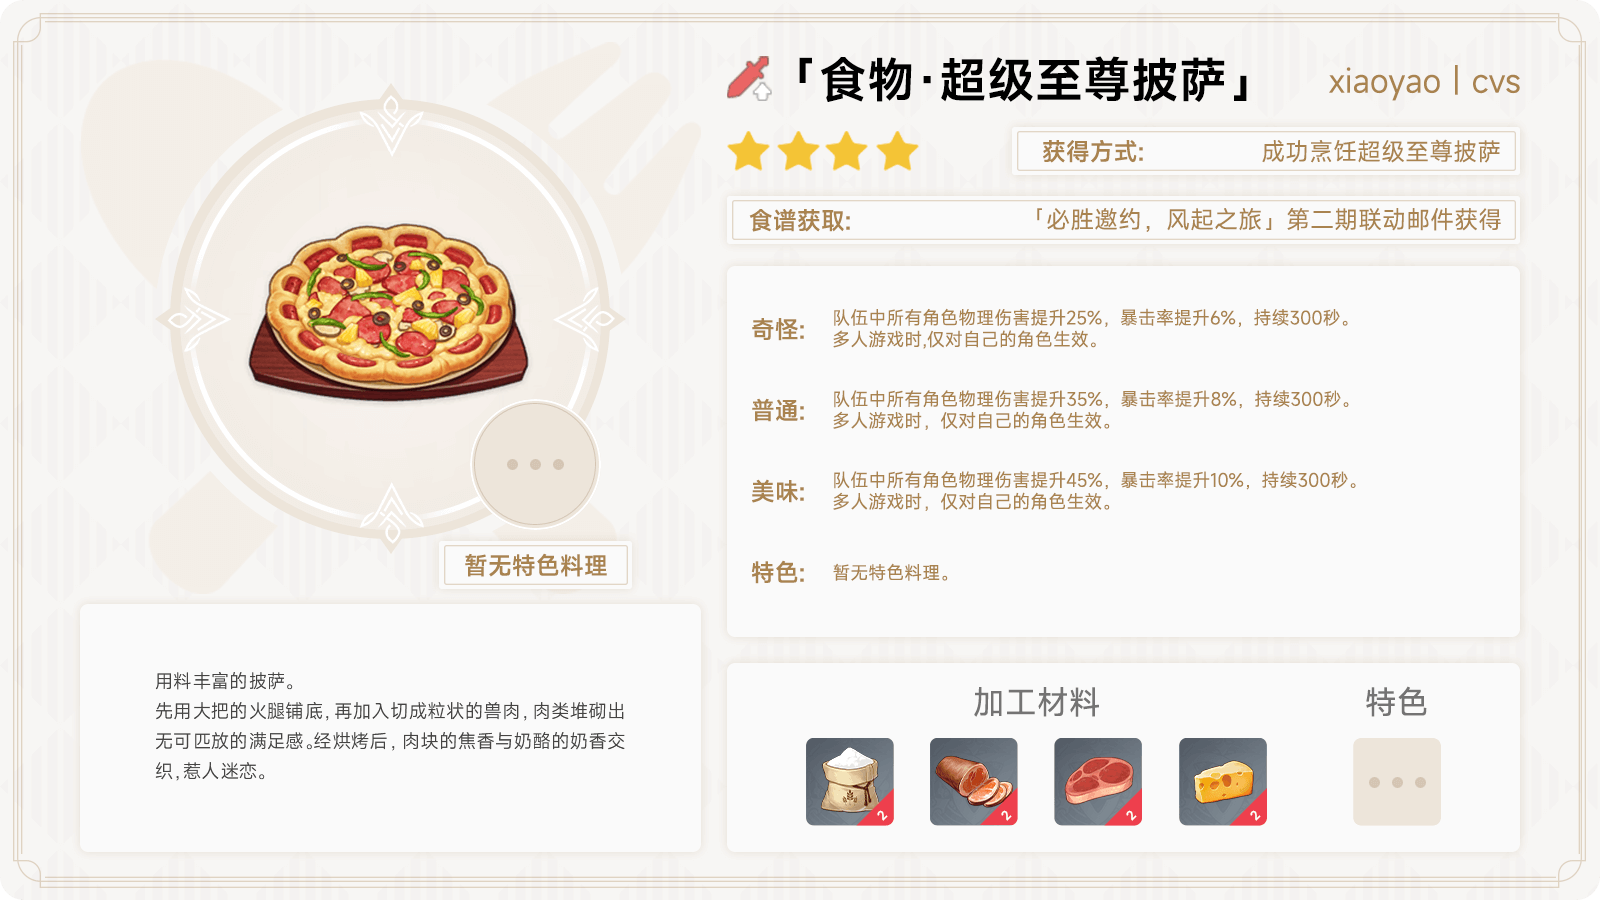 「食物·超级至尊披萨」
xiaoyao | cvs
获得方式: 成功烹饪超级至尊披萨
食谱获取: 「必胜邀约，风起之旅」第二期联动邮件获得
奇怪: 队伍中所有角色物理伤害提升25%，暴击率提升6%，持续300秒。
多人游戏时,仅对自己的角色生效。
普通: 队伍中所有角色物理伤害提升35%，暴击率提升8%，持续300秒。
多人游戏时，仅对自己的角色生效。
美味: 队伍中所有角色物理伤害提升45%，暴击率提升10%，持续300秒。
多人游戏时，仅对自己的角色生效。
特色: 暂无特色料理。
暂无特色料理
用料丰富的披萨。
先用大把的火腿铺底,再加入切成粒状的兽肉,肉类堆砌出
无可匹敌的满足感。经烘烤后,肉块的焦香与奶酪的奶香交
织,惹人迷恋。
加工材料 特色
2 2 2 2